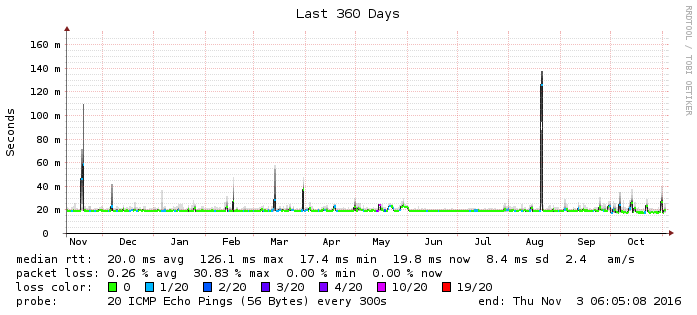 Last 360 Days
RRDTOOL / TOBI OETIKER
Seconds
160 m
140 m
120 m
100 m
80 m
60 m
40 m
20 m
0
Nov Dec Jan Feb Mar Apr May Jun Jul Aug Sep Oct
median rtt: 20.0 ms avg 126.1 ms max 17.4 ms min 19.8 ms now 8.4 ms sd 2.4 am/s
packet loss: 0.26 % avg 30.83 % max 0.00 % min 0.00 % now
loss color: 0 1/20 2/20 3/20 4/20 10/20 19/20
probe: 20 ICMP Echo Pings (56 Bytes) every 300s end: Thu Nov 3 06:05:08 2016